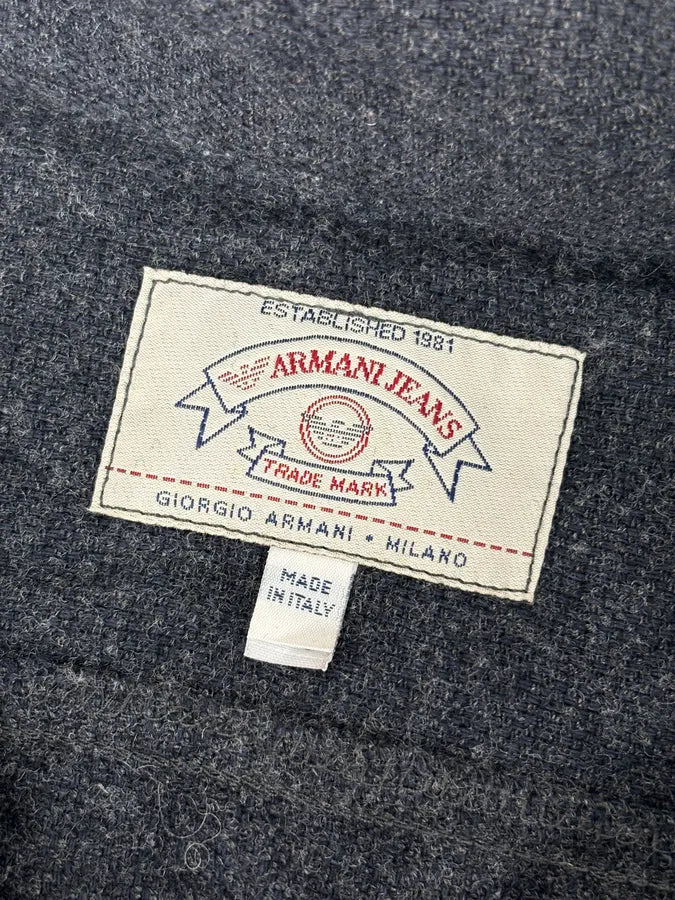 ESTABLISHED 1981
ARMANI JEANS
TRADE MARK
GIORGIO ARMANI • MILANO
MADE
IN ITALY